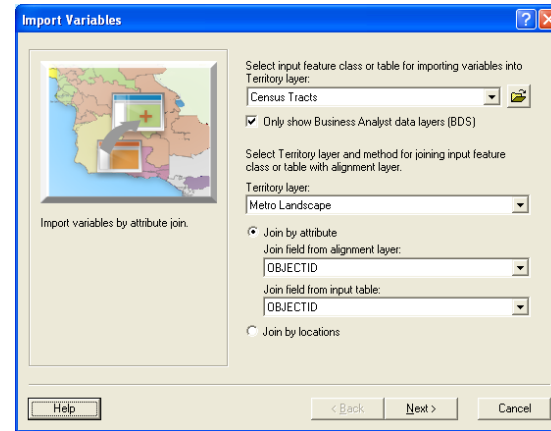 Import Variables
Select input feature class or table for importing variables into
Territory layer:
Census Tracts
Only show Business Analyst data layers (BDS)
Select Territory layer and method for joining input feature
class or table with alignment layer.
Territory layer:
Metro Landscape
Import variables by attribute join.
Join by attribute
Join field from alignment layer:
OBJECTID
Join field from input table:
OBJECTID
Join by locations
Help
< Back
Next >
Cancel